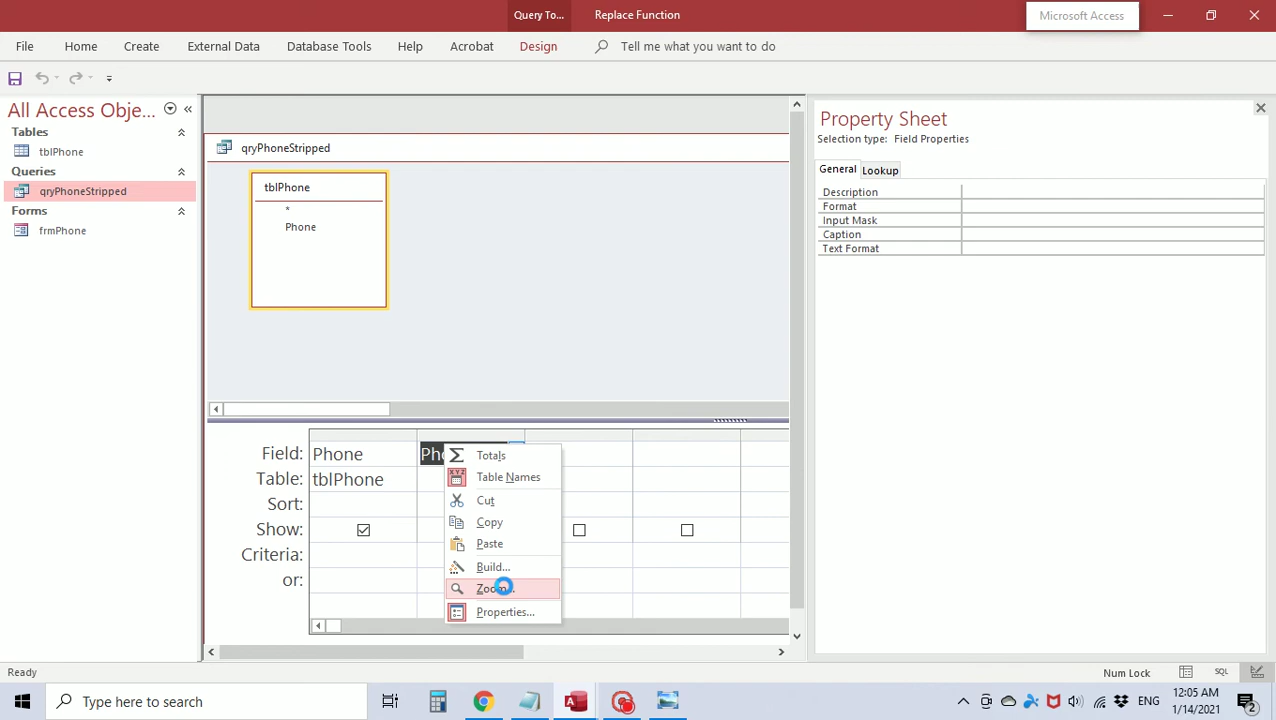 Query To...
Replace Function
Microsoft Access
File
Home
Create
External Data
Database Tools
Help
Acrobat
Design
Tell me what you want to do
All Access Obje...
Tables
tblPhone
Queries
qryPhoneStripped
Forms
frmPhone
qryPhoneStripped
tblPhone
*
Phone
Property Sheet
Selection type: Field Properties
General
Lookup
Description
Format
Input Mask
Caption
Text Format
Field:
Phone
Table:
tblPhone
Sort:
Show:
Criteria:
or:
Totals
Table Names
Cut
Copy
Paste
Build...
Zoom...
Properties...
Ready
Num Lock
SQL
Type here to search
ENG
12:05 AM
1/14/2021
2